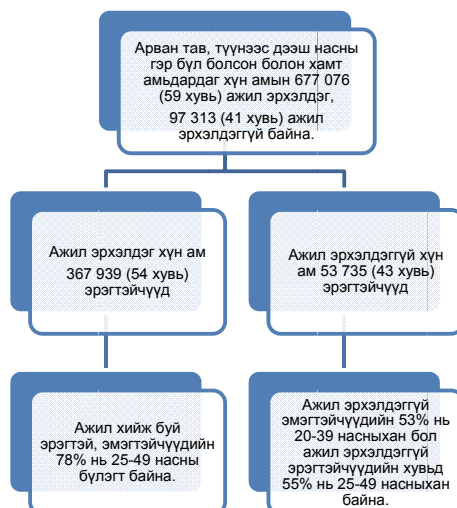 Арван тав, түүнээс дээш насны
гэр бүл болсон болон хамт
амьдардаг хүн амын 677 076
(59 хувь) ажил эрхэлдэг,
97 313 (41 хувь) ажил
эрхэлдэггүй байна.
Ажил эрхэлдэг хүн ам
367 939 (54 хувь)
эрэгтэйчүүд
Ажил эрхэлдэггүй хүн
ам 53 735 (43 хувь)
эрэгтэйчүүд
Ажил хийж буй
эрэгтэй, эмэгтэйчүүдийн
78% нь 25-49 насны
бүлэгт байна.
Ажил эрхэлдэггүй
эмэгтэйчүүдийн 53% нь
20-39 насныхан бол
ажил эрхэлдэггүй
эрэгтэйчүүдийн хувьд
55% нь 25-49 насныхан
байна.